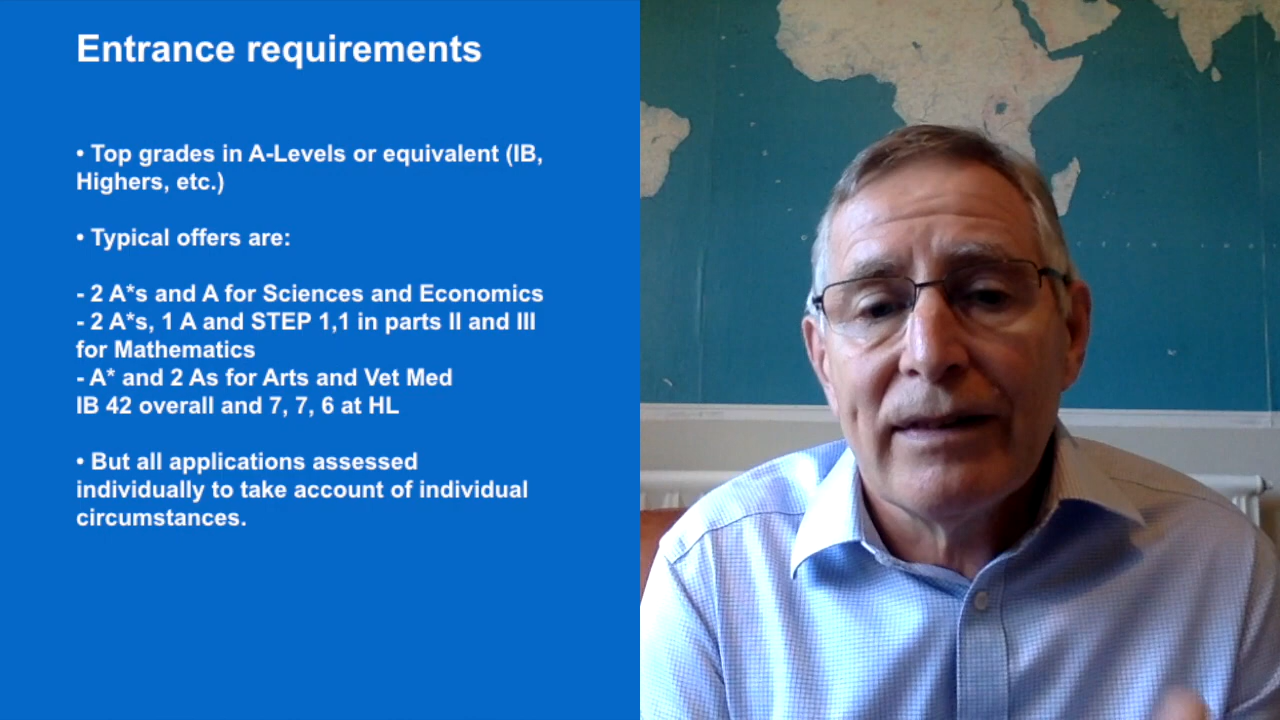 Entrance requirements
• Top grades in A-Levels or equivalent (IB,
Highers, etc.)
• Typical offers are:
- 2 A*s and A for Sciences and Economics
- 2 A*s, 1 A and STEP 1,1 in parts II and III
for Mathematics
- A* and 2 As for Arts and Vet Med
IB 42 overall and 7, 7, 6 at HL
• But all applications assessed
individually to take account of individual
circumstances.